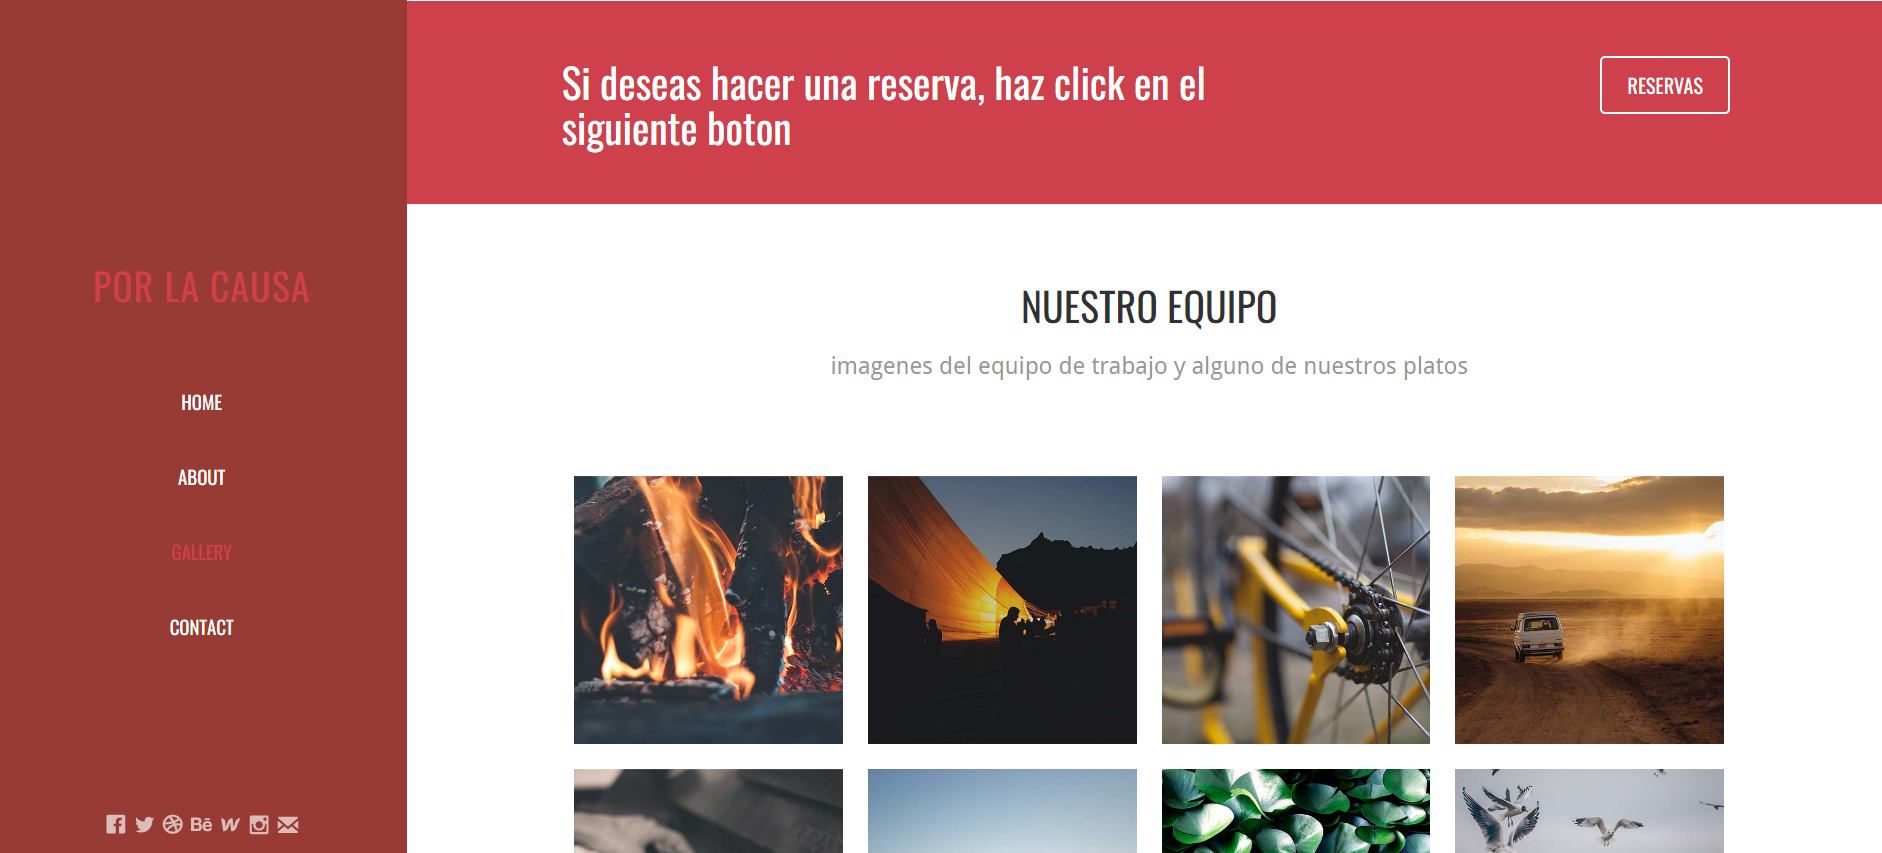 POR LA CAUSA
HOME
ABOUT
GALLERY
CONTACT
Si deseas hacer una reserva, haz click en el
siguiente boton
RESERVAS
NUESTRO EQUIPO
imagenes del equipo de trabajo y alguno de nuestros platos